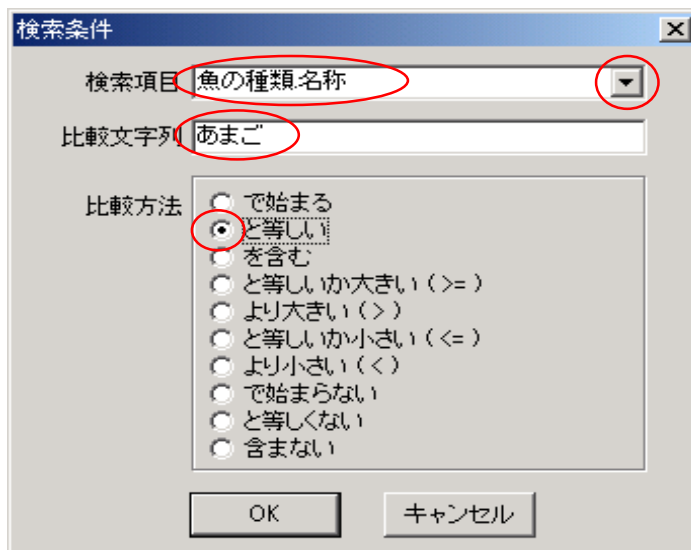 検索条件
検索項目 魚の種類.名称
比較文字列 あまご
比較方法
で始まる
と等しい
を含む
と等しいか大きい(>=)
より大きい(>)
と等しいか小さい(<=)
より小さい(<)
で始まらない
と等しくない
含まない
OK キャンセル